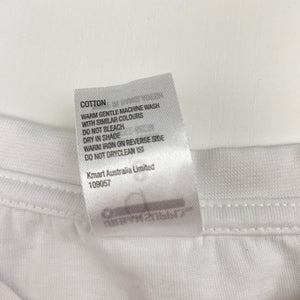 COTTON
WARM GENTLE MACHINE WASH
WITH SIMILAR COLOURS
DO NOT BLEACH
DRY IN SHADE
WARM IRON ON REVERSE SIDE
DO NOT DRYCLEAN
Kmart Australia Limited
109057